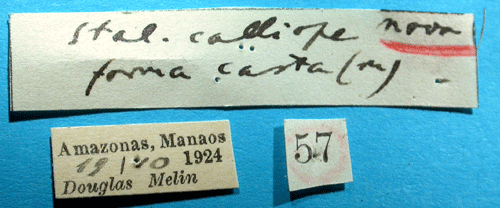 Stal. calliope nova
forma casta (m)
Amazonas, Manaos
19/10 1924
Douglas Melin
57